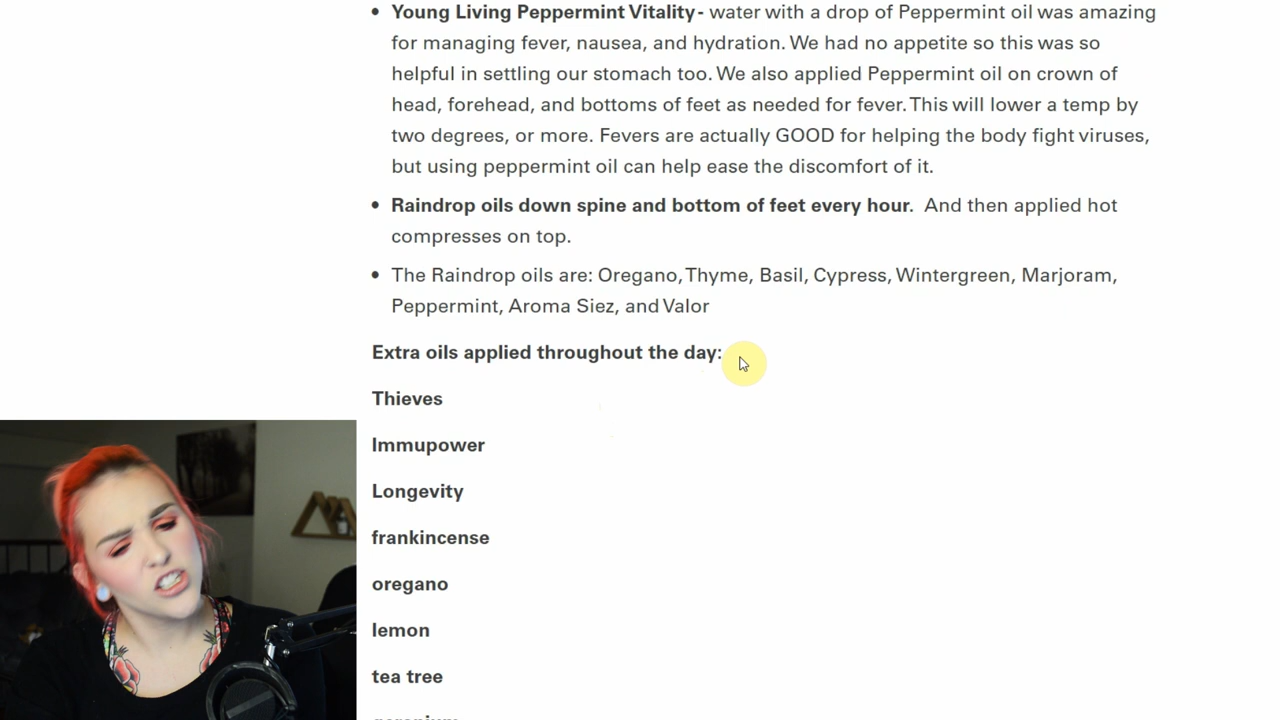 Young Living Peppermint Vitality- water with a drop of Peppermint oil was amazing
for managing fever, nausea, and hydration. We had no appetite so this was so
helpful in settling our stomach too. We also applied Peppermint oil on crown of
head, forehead, and bottoms of feet as needed for fever. This will lower a temp by
two degrees, or more. Fevers are actually GOOD for helping the body fight viruses,
but using peppermint oil can help ease the discomfort of it.
Raindrop oils down spine and bottom of feet every hour. And then applied hot
compresses on top.
The Raindrop oils are: Oregano, Thyme, Basil, Cypress, Wintergreen, Marjoram,
Peppermint, Aroma Siez, and Valor
Extra oils applied throughout the day:
Thieves
Immupower
Longevity
frankincense
oregano
lemon
tea tree